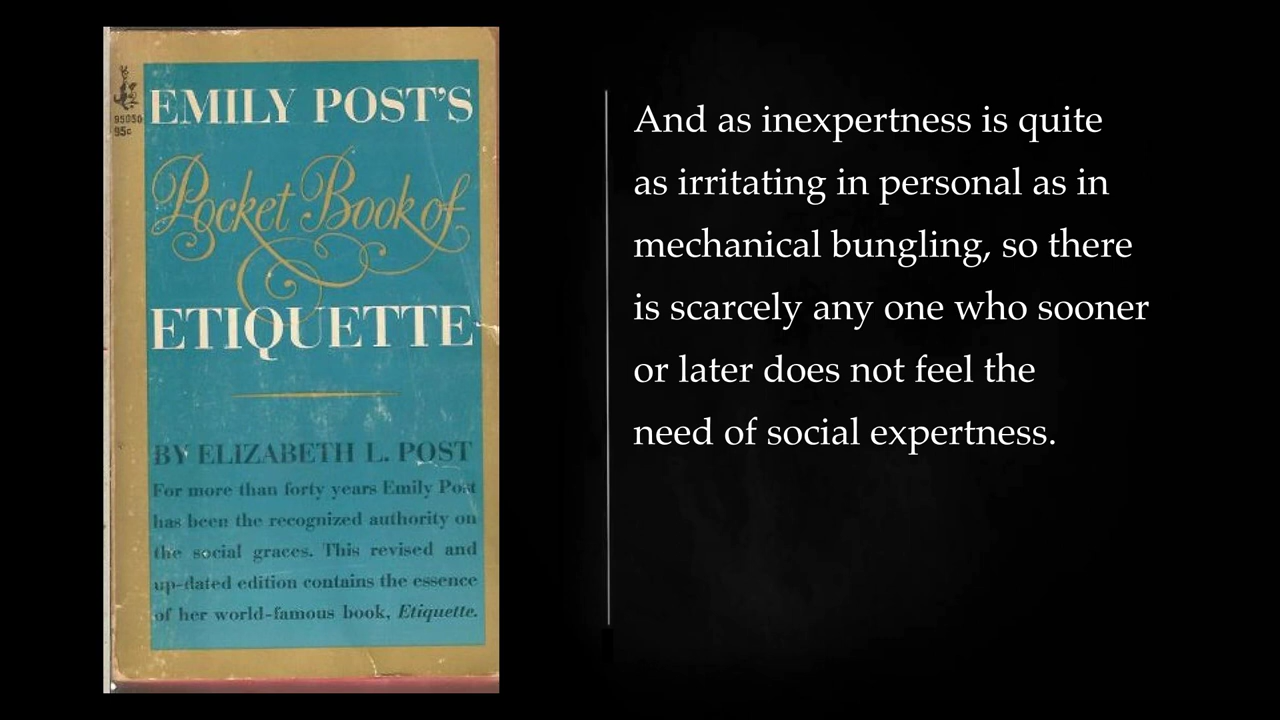 EMILY POST'S
95050
95c
Pocket Book of
ETIQUETTE
BY ELIZABETH L. POST
For more than forty years Emily Post
has been the recognized authority on
the social graces. This revised and
up-dated edition contains the essence
of her world-famous book, Etiquette.
And as inexpertness is quite
as irritating in personal as in
mechanical bungling, so there
is scarcely any one who sooner
or later does not feel the
need of social expertness.